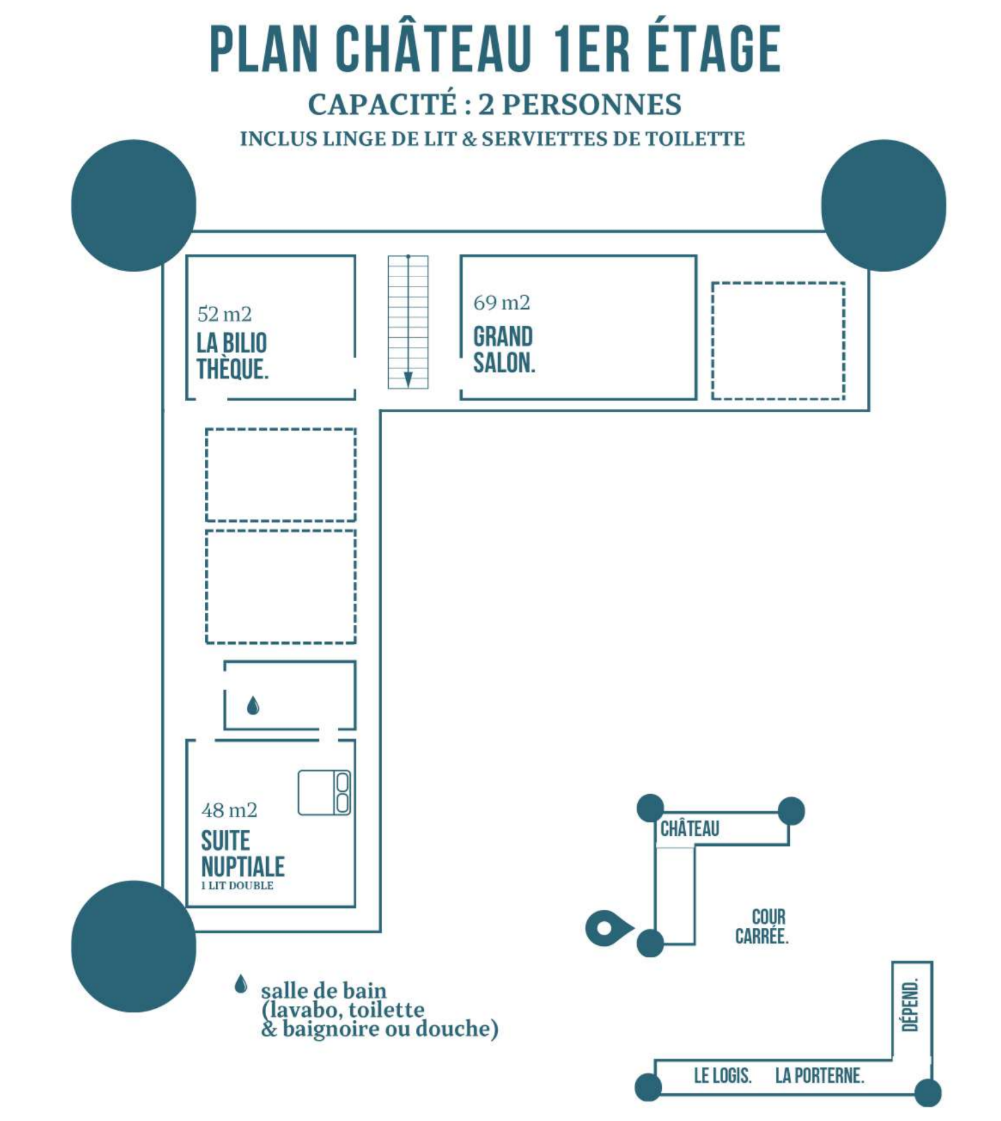 PLAN CHÂTEAU 1ER ÉTAGE
CAPACITÉ : 2 PERSONNES
INCLUS LINGE DE LIT & SERVIETTES DE TOILETTE
52 m2
LA BILIO
THÈQUE.
69 m2
GRAND
SALON.
48 m2
SUITE
NUPTIALE
1 LIT DOUBLE
CHÂTEAU
COUR
CARRÉE.
salle de bain
(lavabo, toilette
& baignoire ou douche)
DÉPEND.
LE LOGIS. LA PORTERNE.